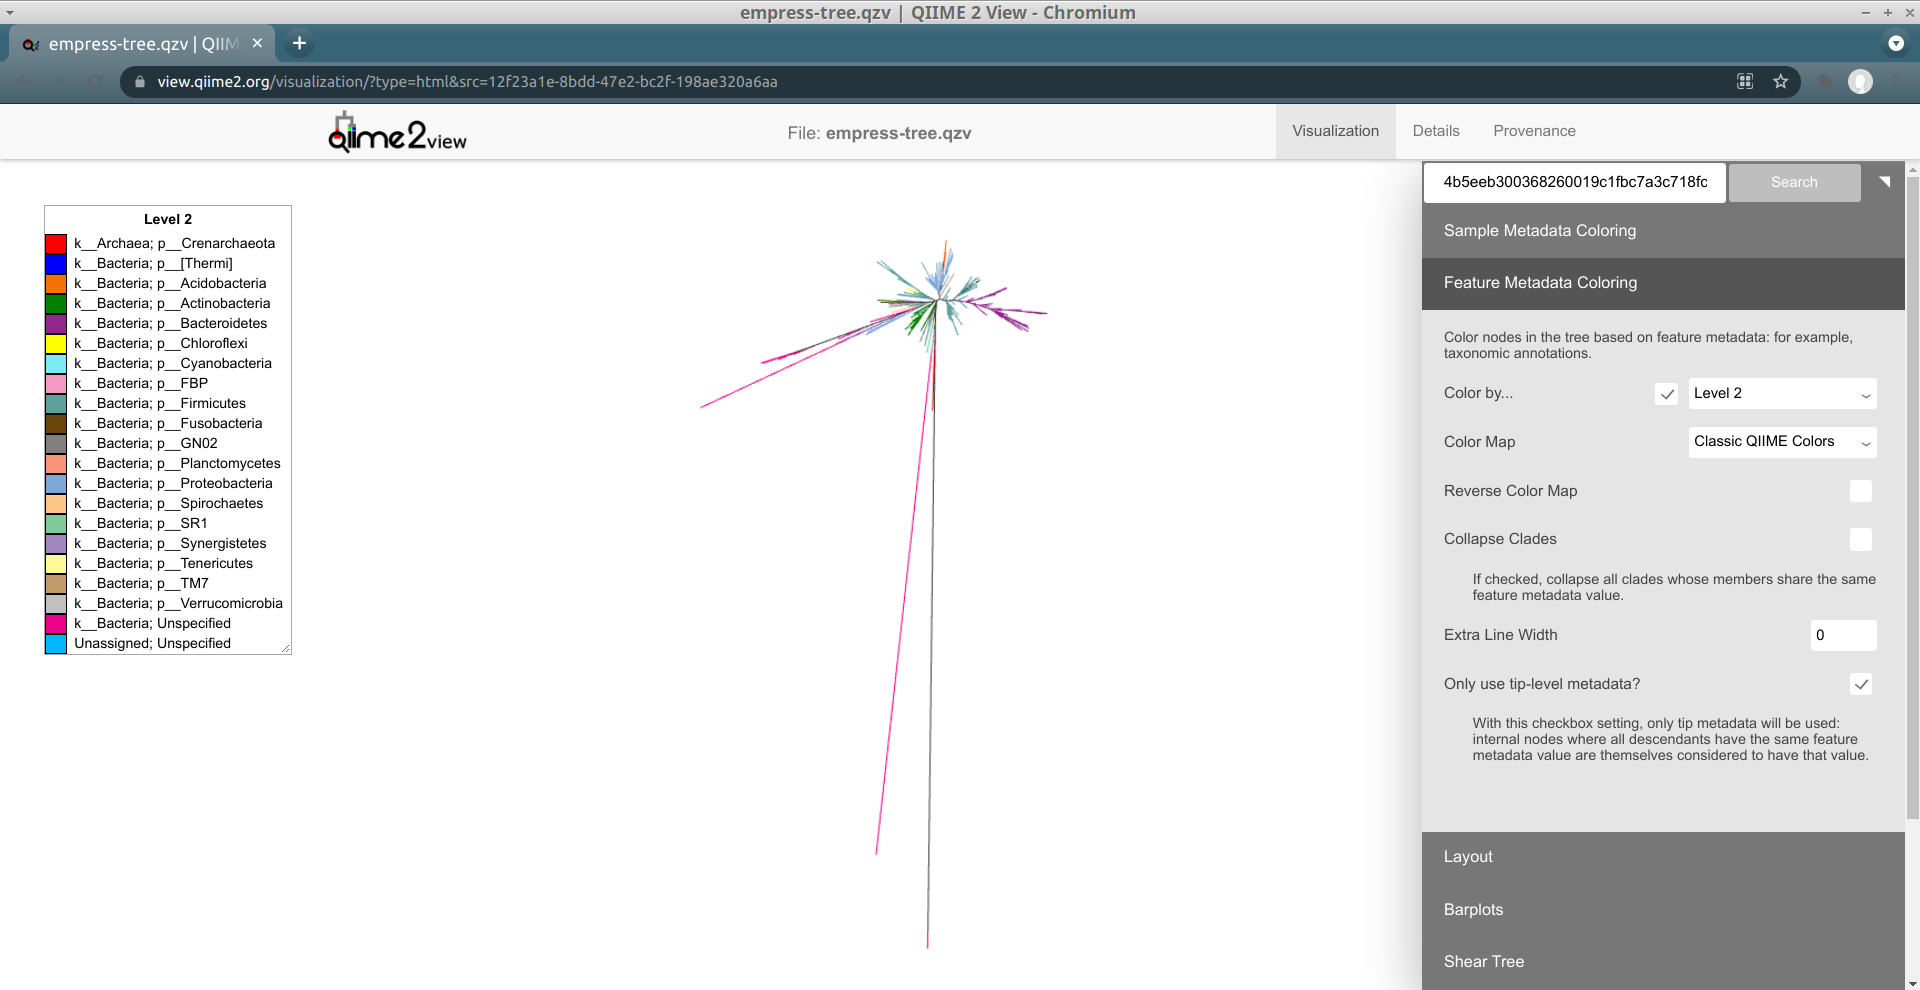 empress-tree.qzv | QIIME 2 View - Chromium
empress-tree.qzv | QIIM
view.qiime2.org/visualization/?type=html&src=12f23a1e-8bdd-47e2-bc2f-198ae320a6aa
qiime2view
File: empress-tree.qzv
Visualization
Details
Provenance
Level 2
k__Archaea; p__Crenarchaeota
k__Bacteria; p__[Thermi]
k__Bacteria; p__Acidobacteria
k__Bacteria; p__Actinobacteria
k__Bacteria; p__Bacteroidetes
k__Bacteria; p__Chloroflexi
k__Bacteria; p__Cyanobacteria
k__Bacteria; p__FBP
k__Bacteria; p__Firmicutes
k__Bacteria; p__Fusobacteria
k__Bacteria; p__GN02
k__Bacteria; p__Planctomycetes
k__Bacteria; p__Proteobacteria
k__Bacteria; p__Spirochaetes
k__Bacteria; p__SR1
k__Bacteria; p__Synergistetes
k__Bacteria; p__Tenericutes
k__Bacteria; p__TM7
k__Bacteria; p__Verrucomicrobia
k__Bacteria; Unspecified
Unassigned; Unspecified
4b5eeb300368260019c1fbc7a3c718fc
Search
Sample Metadata Coloring
Feature Metadata Coloring
Color nodes in the tree based on feature metadata: for example,
taxonomic annotations.
Color by...
Level 2
Color Map
Classic QIIME Colors
Reverse Color Map
Collapse Clades
If checked, collapse all clades whose members share the same
feature metadata value.
Extra Line Width
0
Only use tip-level metadata?
With this checkbox setting, only tip metadata will be used:
internal nodes where all descendants have the same feature
metadata value are themselves considered to have that value.
Layout
Barplots
Shear Tree